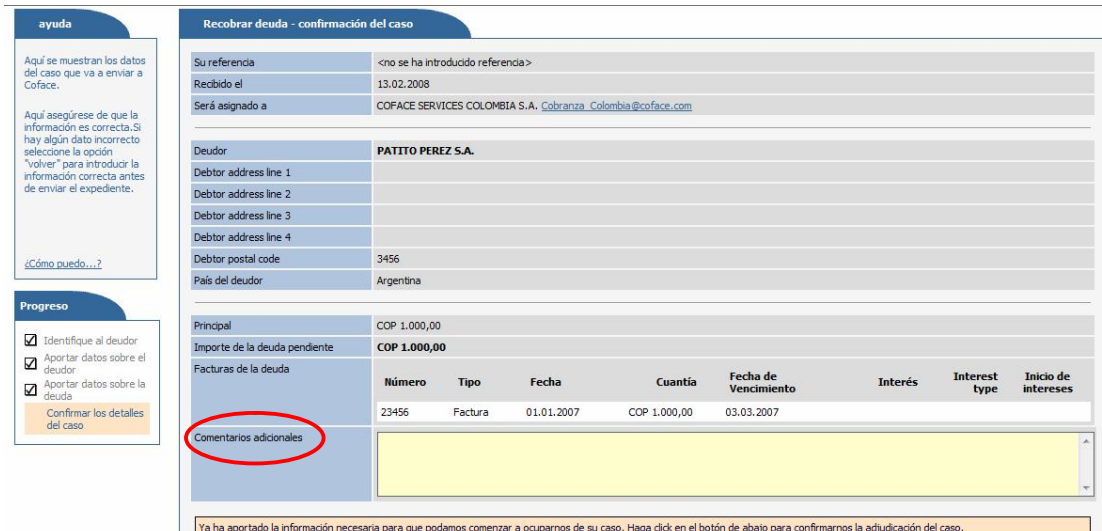 ayuda
Aquí se muestran los datos
del caso que va a enviar a
Coface.
Aquí asegúrese de que la
información es correcta.Si
hay algún dato incorrecto
seleccione la opción
"volver" para introducir la
información correcta antes
de enviar el expediente.
¿Cómo puedo...?
Progreso
Identifique al deudor
Aportar datos sobre el
deudor
Aportar datos sobre la
deuda
Confirmar los detalles
del caso
Recobrar deuda - confirmación del caso
Su referencia <no se ha introducido referencia>
Recibido el 13.02.2008
Será asignado a COFACE SERVICES COLOMBIA S.A. Cobranza_Colombia@coface.com
Deudor PATITO PEREZ S.A.
Debtor address line 1
Debtor address line 2
Debtor address line 3
Debtor address line 4
Debtor postal code 3456
País del deudor Argentina
Principal COP 1.000,00
Importe de la deuda pendiente COP 1.000,00
Facturas de la deuda
Número Tipo Fecha Cuantía Fecha de Vencimiento Interés Interest type Inicio de intereses
23456 Factura 01.01.2007 COP 1.000,00 03.03.2007
Comentarios adicionales
Ya ha aportado la información necesaria para que podamos comenzar a ocuparnos de su caso. Haga click en el botón de abajo para confirmarnos la adjudicación del caso.